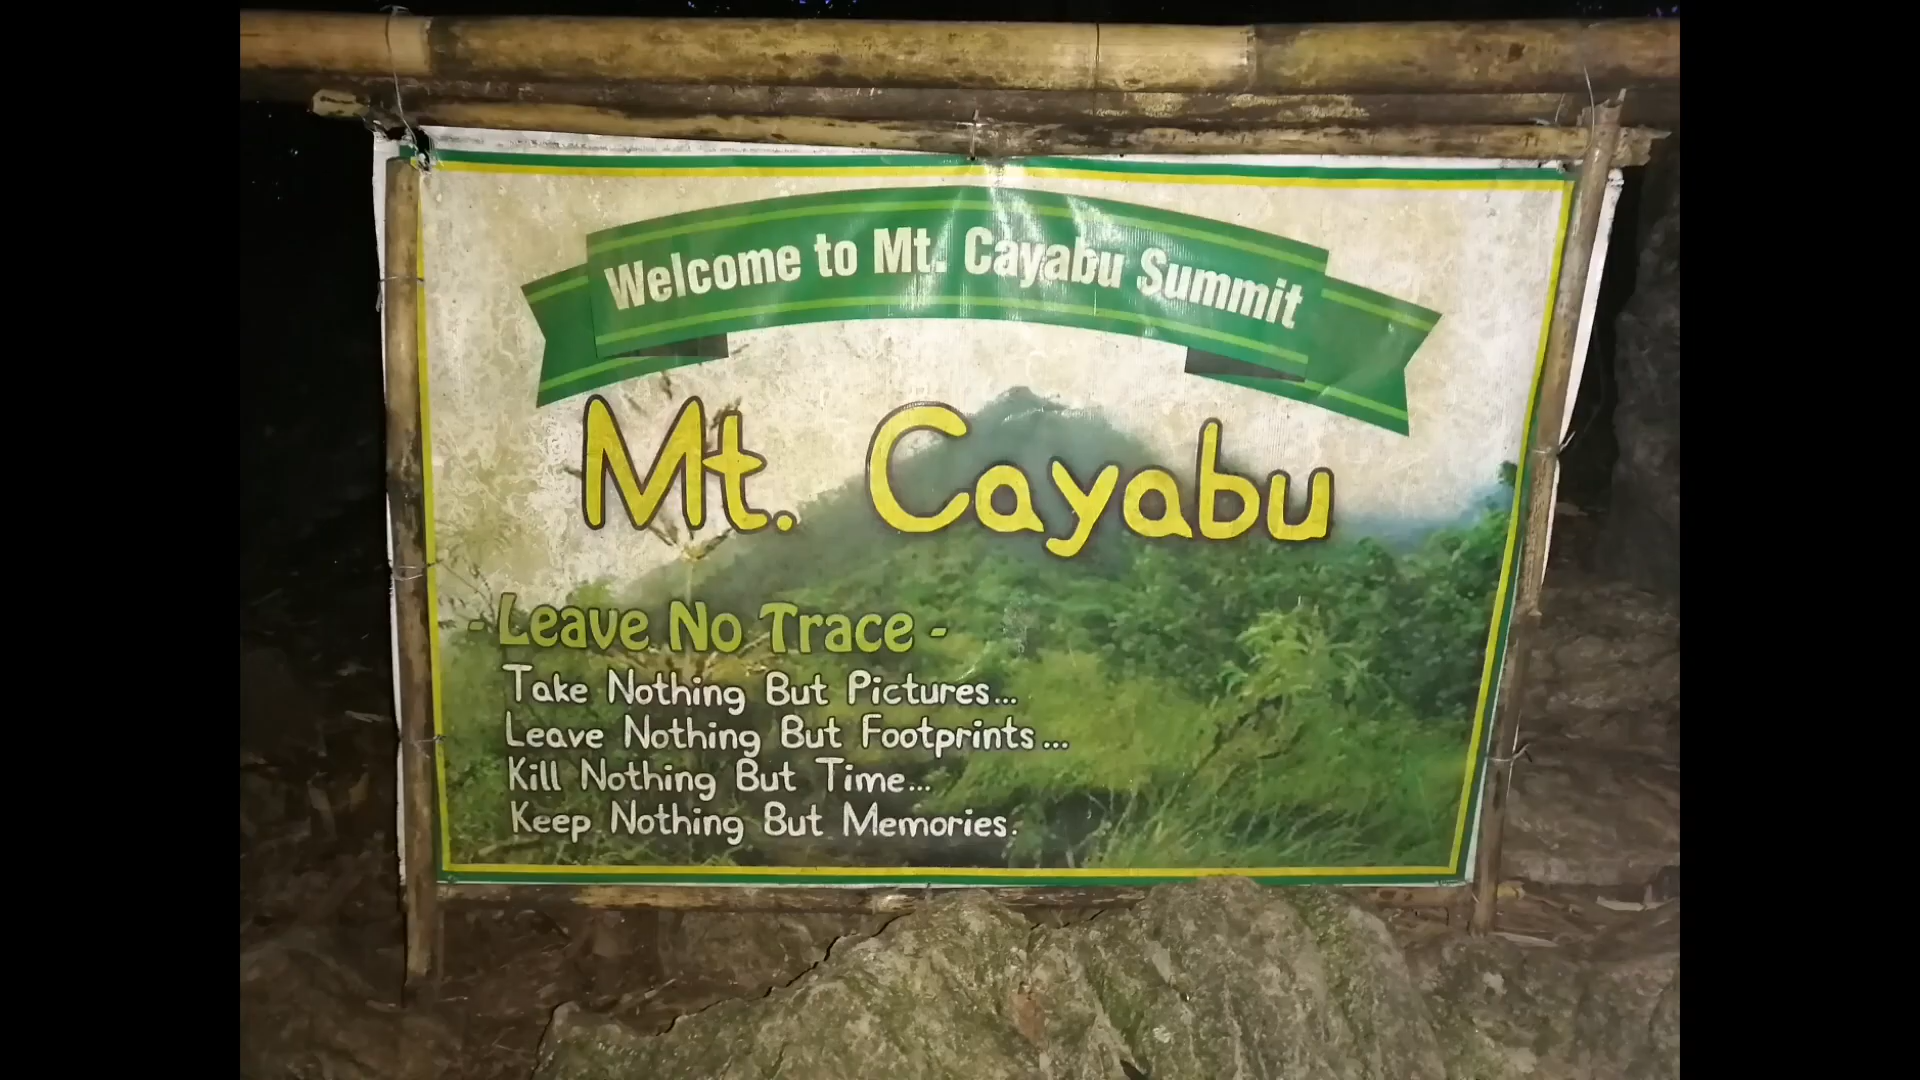 Welcome to Mt. Cayabu Summit
Mt. Cayabu
- Leave No Trace -
Take Nothing But Pictures...
Leave Nothing But Footprints...
Kill Nothing But Time...
Keep Nothing But Memories.